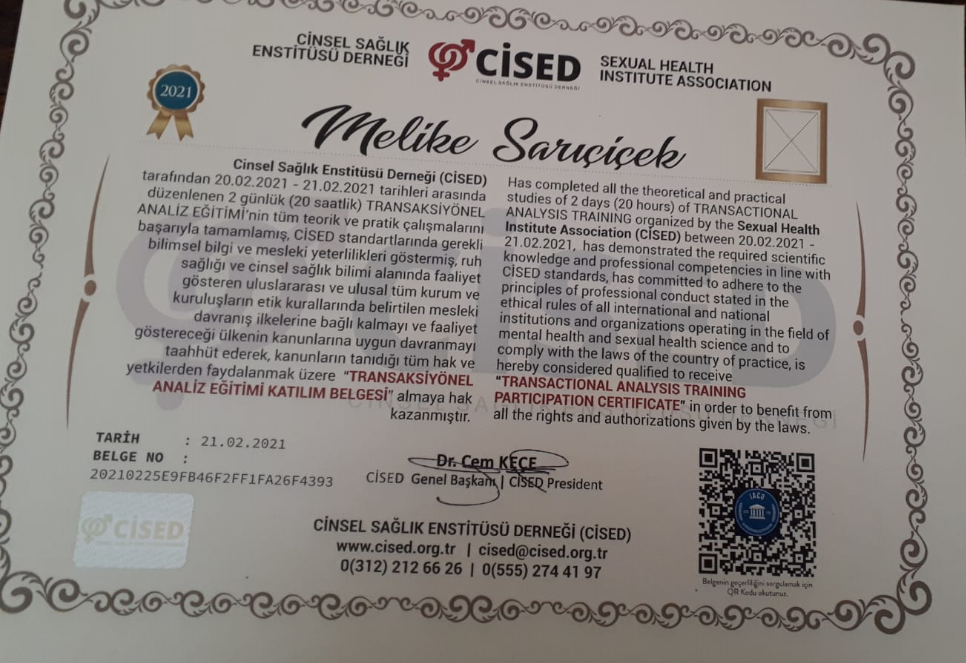 CİNSEL SAĞLIK
ENSTİTÜSÜ DERNEĞİ
CİSED
CİNSEL SAĞLIK ENSTİTÜSÜ DERNEĞİ
SEXUAL HEALTH
INSTITUTE ASSOCIATION
2021
Melike Sarıçiçek
Cinsel Sağlık Enstitüsü Derneği (CİSED)
tarafından 20.02.2021 - 21.02.2021 tarihleri arasında
düzenlenen 2 günlük (20 saatlik) TRANSAKSİYONEL
ANALİZ EĞİTİMİ'nin tüm teorik ve pratik çalışmalarını
başarıyla tamamlamış, CİSED standartlarında gerekli
bilimsel bilgi ve mesleki yeterlilikleri göstermiş, ruh
sağlığı ve cinsel sağlık bilimi alanında faaliyet
gösteren uluslararası ve ulusal tüm kurum ve
kuruluşların etik kurallarında belirtilen mesleki
davranış ilkelerine bağlı kalmayı ve faaliyet
göstereceği ülkenin kanunlarına uygun davranmayı
taahhüt ederek, kanunların tanıdığı tüm hak ve
yetkilerden faydalanmak üzere "TRANSAKSİYÖNEL
ANALİZ EĞİTİMİ KATILIM BELGESİ" almaya hak
kazanmıştır.
Has completed all the theoretical and practical
studies of 2 days (20 hours) of TRANSACTIONAL
ANALYSIS TRAINING organized by the Sexual Health
Institute Association (CİSED) between 20.02.2021 -
21.02.2021, has demonstrated the required scientific
knowledge and professional competencies in line with
CİSED standards, has committed to adhere to the
principles of professional conduct stated in the
ethical rules of all international and national
institutions and organizations operating in the field of
mental health and sexual health science and to
comply with the laws of the country of practice, is
hereby considered qualified to receive
"TRANSACTIONAL ANALYSIS TRAINING
PARTICIPATION CERTIFICATE" in order to benefit from
all the rights and authorizations given by the laws.
TARİH : 21.02.2021
BELGE NO :
20210225E9FB46F2FF1FA26F4393
Dr. Cem KEÇE
CİSED Genel Başkanı | CİSED President
CİSED
CİNSEL SAĞLIK ENSTİTÜSÜ DERNEĞİ (CİSED)
www.cised.org.tr | cised@cised.org.tr
0(312) 212 66 26 | 0(555) 274 41 97
Belgenin geçerliliğini sorgulamak için
QR Kodu okutunuz.